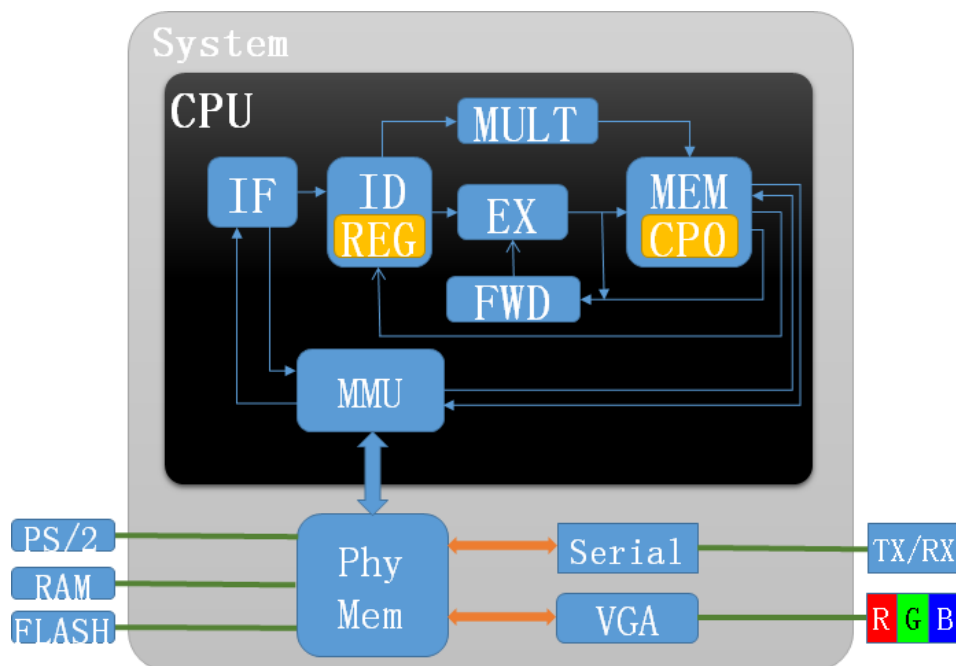 System
CPU
MULT
IF
ID
REG
EX
MEM
CP0
FWD
MMU
PS/2
RAM
FLASH
Phy
Mem
Serial
VGA
TX/RX
R G B